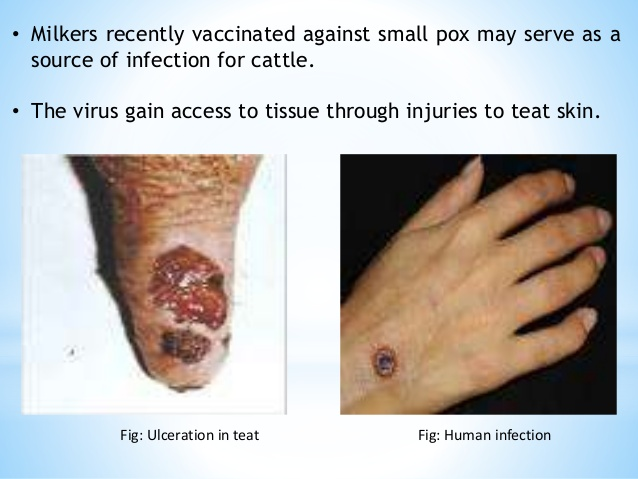 • Milkers recently vaccinated against small pox may serve as a
source of infection for cattle.
• The virus gain access to tissue through injuries to teat skin.
Fig: Ulceration in teat
Fig: Human infection